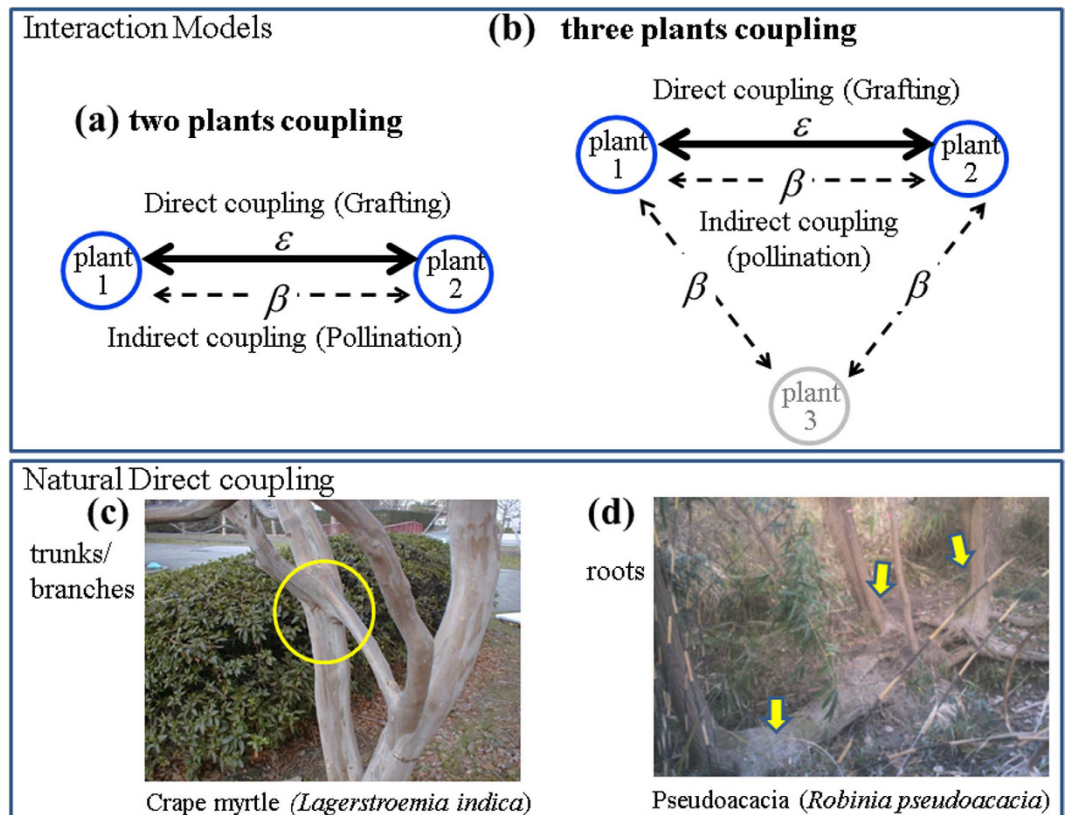 Interaction Models
(a) two plants coupling
Direct coupling (Grafting)
ε
plant
1
plant
2
β
Indirect coupling (Pollination)
(b) three plants coupling
Direct coupling (Grafting)
ε
plant
1
plant
2
β
Indirect coupling
(pollination)
β
β
plant
3
Natural Direct coupling
(c)
trunks/
branches
Crape myrtle (Lagerstroemia indica)
(d)
roots
Pseudoacacia (Robinia pseudoacacia)